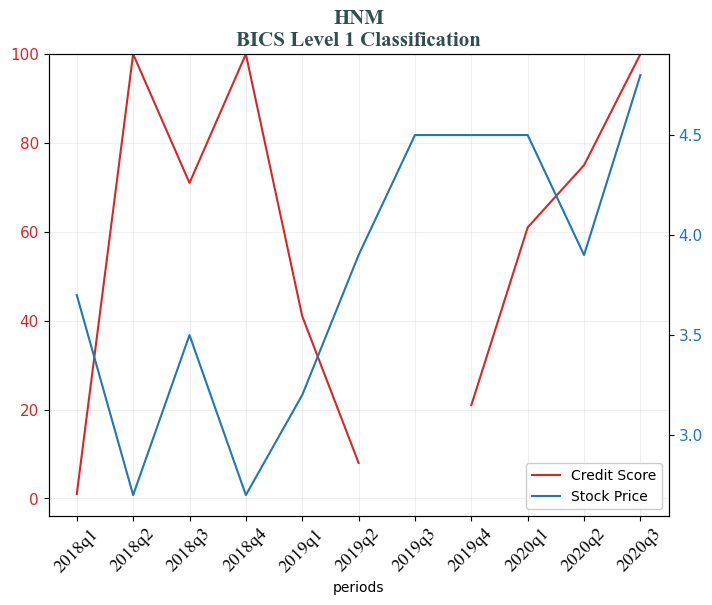 HNM
BICS Level 1 Classification
100
80
60
40
20
0
4.5
4.0
3.5
3.0
Credit Score
Stock Price
2018q1
2018q2
2018q3
2018q4
2019q1
2019q2
2019q3
2019q4
2020q1
2020q2
2020q3
periods